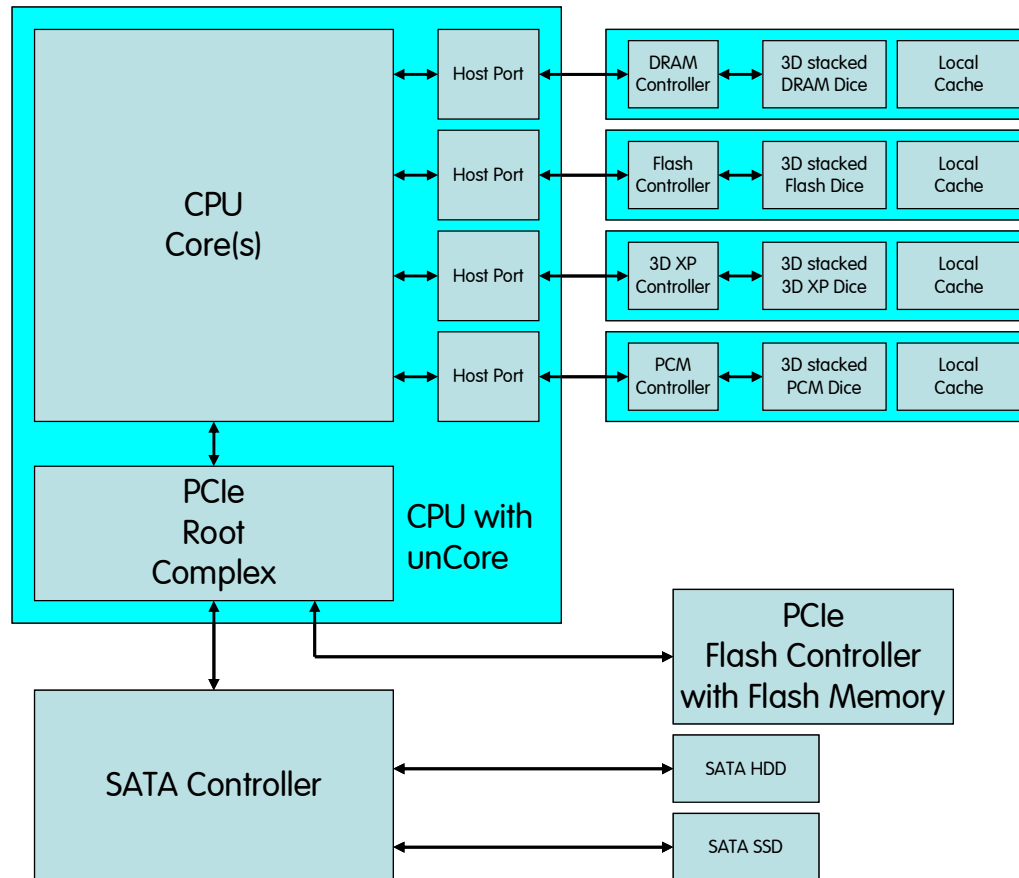 CPU
Core(s)
Host Port
Host Port
Host Port
Host Port
DRAM
Controller
3D stacked
DRAM Dice
Local
Cache
Flash
Controller
3D stacked
Flash Dice
Local
Cache
3D XP
Controller
3D stacked
3D XP Dice
Local
Cache
PCM
Controller
3D stacked
PCM Dice
Local
Cache
PCIe
Root
Complex
CPU with
unCore
PCIe
Flash Controller
with Flash Memory
SATA Controller
SATA HDD
SATA SSD